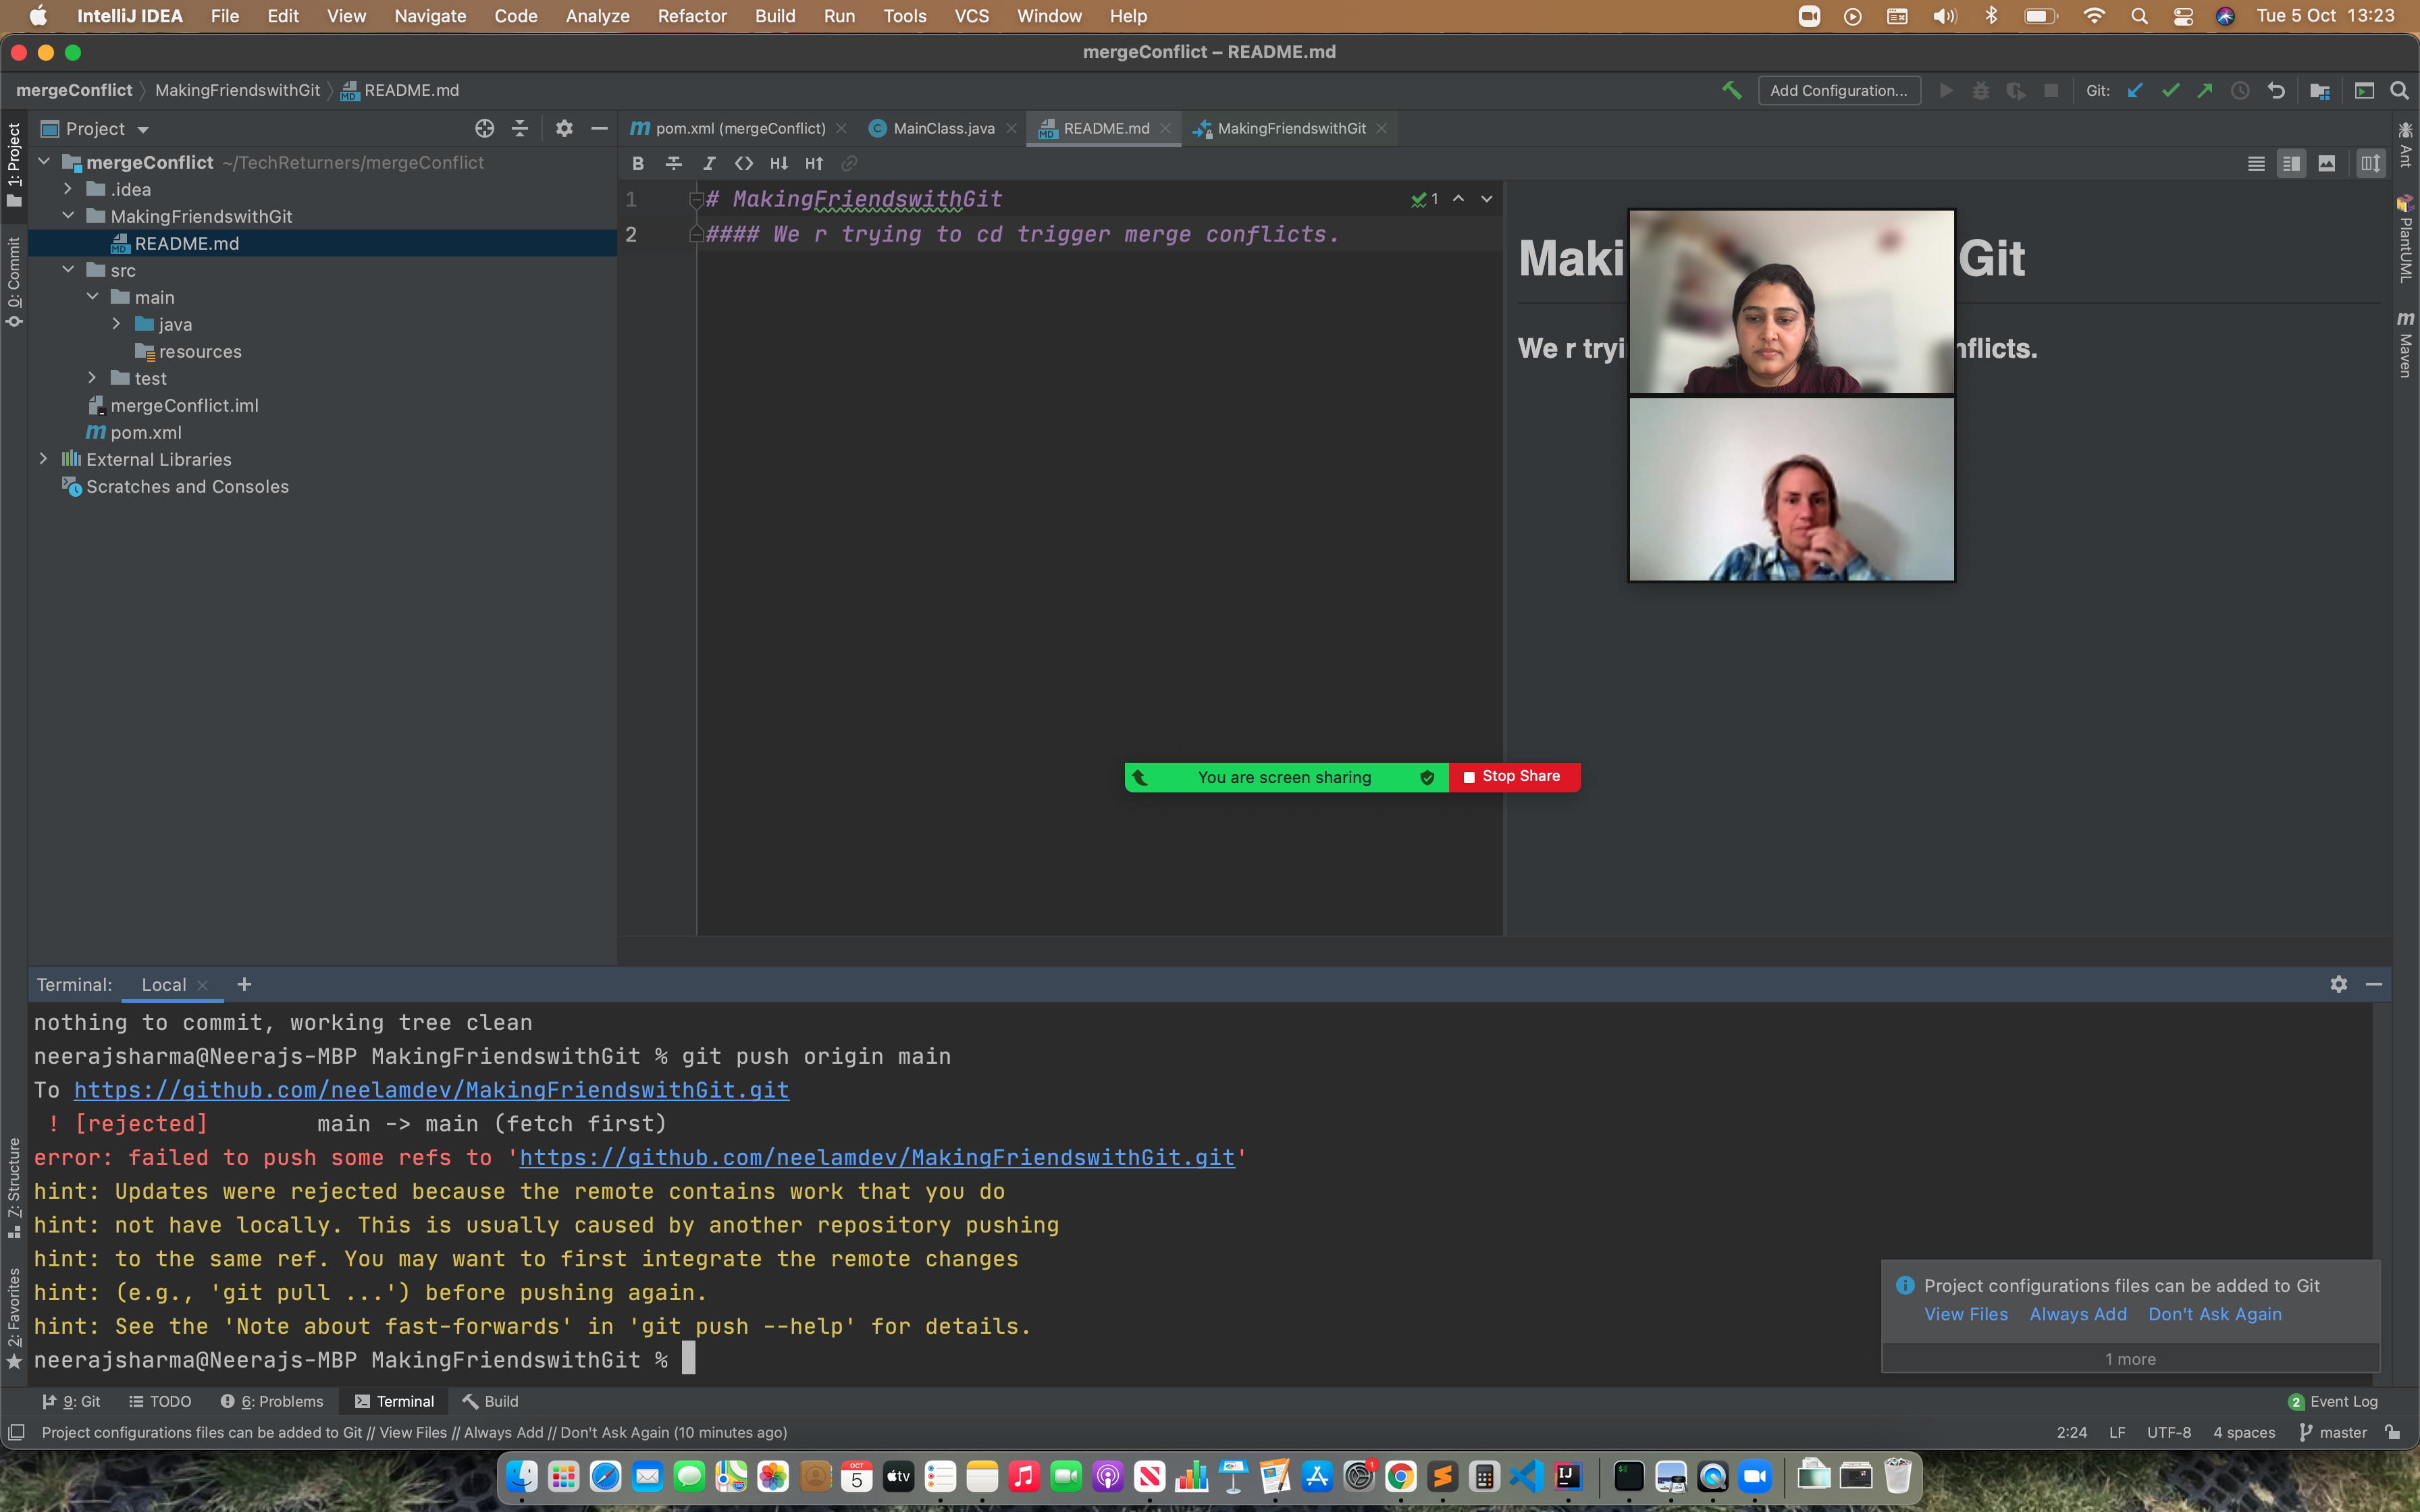 IntelliJ IDEA File Edit View Navigate Code Analyze Refactor Build Run Tools VCS Window Help Tue 5 Oct 13:23
mergeConflict – README.md
mergeConflict MakingFriendswithGit README.md Add Configuration... Git:
Project
pom.xml (mergeConflict) MainClass.java README.md MakingFriendswithGit
mergeConflict ~/TechReturners/mergeConflict
.idea
MakingFriendswithGit
README.md
src
main
java
resources
test
mergeConflict.iml
pom.xml
External Libraries
Scratches and Consoles
1: Project
0: Commit
7: Structure
2: Favorites
B I H↓ H↑
1 # MakingFriendswithGit
2 #### We r trying to cd trigger merge conflicts.
1
Maki Git
We r tryi nflicts.
Ant
PlantUML
Maven
You are screen sharing Stop Share
Terminal: Local +
nothing to commit, working tree clean
neerajsharma@Neerajs-MBP MakingFriendswithGit % git push origin main
To https://github.com/neelamdev/MakingFriendswithGit.git
! [rejected] main -> main (fetch first)
error: failed to push some refs to 'https://github.com/neelamdev/MakingFriendswithGit.git'
hint: Updates were rejected because the remote contains work that you do
hint: not have locally. This is usually caused by another repository pushing
hint: to the same ref. You may want to first integrate the remote changes
hint: (e.g., 'git pull ...') before pushing again.
hint: See the 'Note about fast-forwards' in 'git push --help' for details.
neerajsharma@Neerajs-MBP MakingFriendswithGit %
Project configurations files can be added to Git
View Files Always Add Don't Ask Again
1 more
9: Git TODO 6: Problems Terminal Build 2 Event Log
Project configurations files can be added to Git // View Files // Always Add // Don't Ask Again (10 minutes ago) 2:24 LF UTF-8 4 spaces master
OCT
5
tv
1
IJ